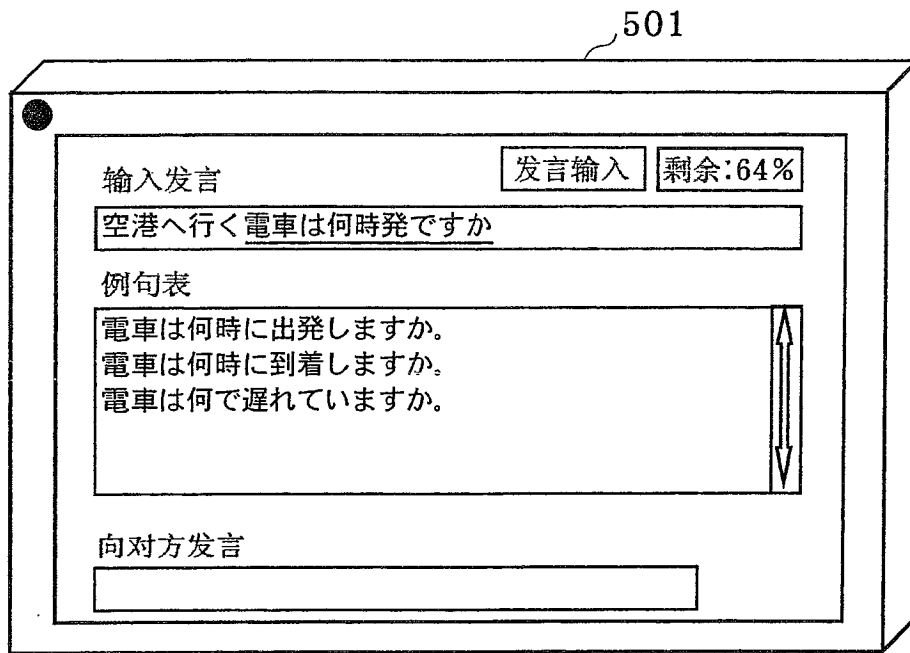 501
发言输入 剩余:64%
输入发言
空港へ行く電車は何時発ですか
例句表
電車は何時に出発しますか。
電車は何時に到着しますか。
電車は何で遅れていますか。
向对方发言